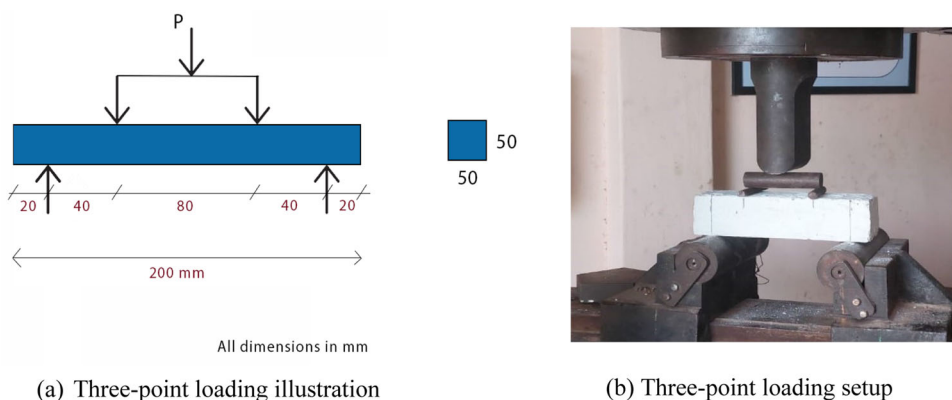 P
50
50
20 40 80 40 20
200 mm
All dimensions in mm
(a) Three-point loading illustration
(b) Three-point loading setup